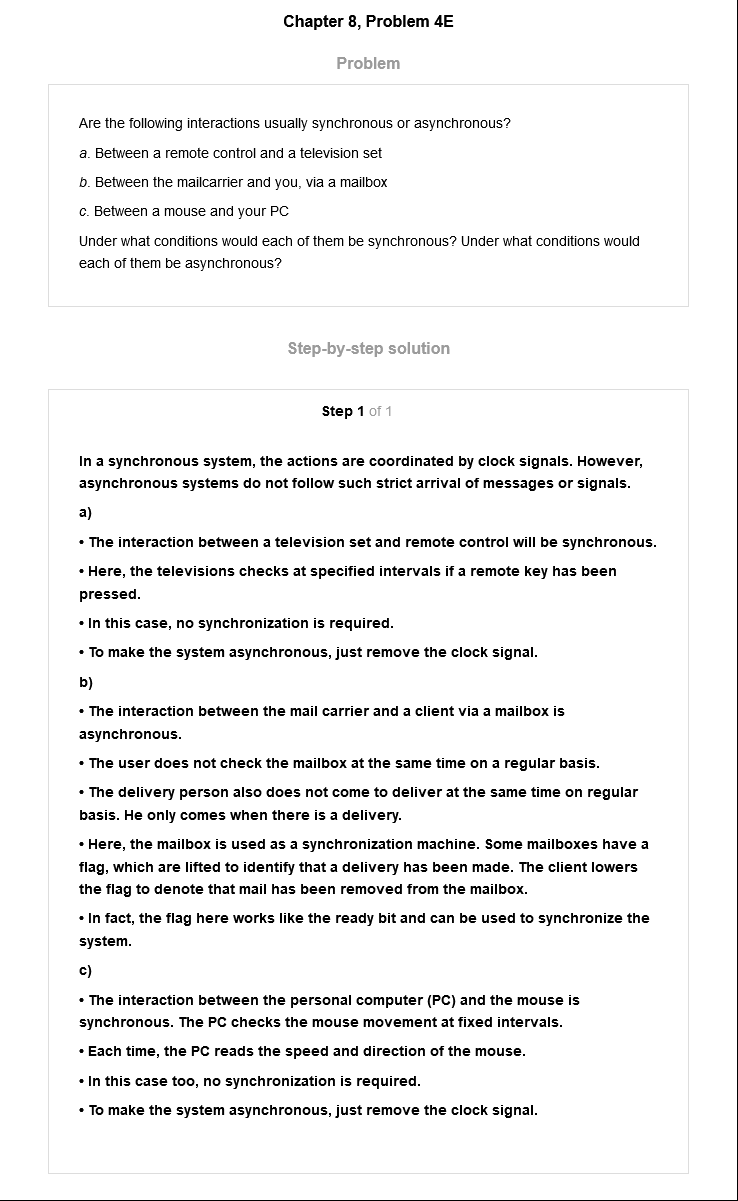 Chapter 8, Problem 4E
Problem
Are the following interactions usually synchronous or asynchronous?
a. Between a remote control and a television set
b. Between the mailcarrier and you, via a mailbox
c. Between a mouse and your PC
Under what conditions would each of them be synchronous? Under what conditions would
each of them be asynchronous?
Step-by-step solution
Step 1 of 1
In a synchronous system, the actions are coordinated by clock signals. However,
asynchronous systems do not follow such strict arrival of messages or signals.
a)
• The interaction between a television set and remote control will be synchronous.
• Here, the televisions checks at specified intervals if a remote key has been
pressed.
• In this case, no synchronization is required.
• To make the system asynchronous, just remove the clock signal.
b)
• The interaction between the mail carrier and a client via a mailbox is
asynchronous.
• The user does not check the mailbox at the same time on a regular basis.
• The delivery person also does not come to deliver at the same time on regular
basis. He only comes when there is a delivery.
• Here, the mailbox is used as a synchronization machine. Some mailboxes have a
flag, which are lifted to identify that a delivery has been made. The client lowers
the flag to denote that mail has been removed from the mailbox.
• In fact, the flag here works like the ready bit and can be used to synchronize the
system.
c)
• The interaction between the personal computer (PC) and the mouse is
synchronous. The PC checks the mouse movement at fixed intervals.
• Each time, the PC reads the speed and direction of the mouse.
• In this case too, no synchronization is required.
• To make the system asynchronous, just remove the clock signal.